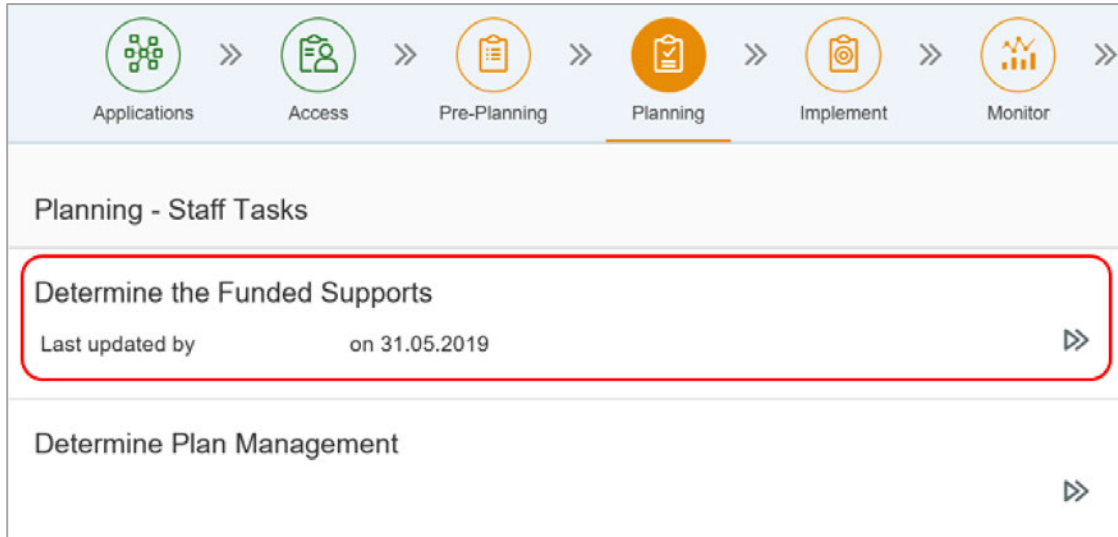 Applications Access Pre-Planning Planning Implement Monitor
Planning - Staff Tasks
Determine the Funded Supports
Last updated by on 31.05.2019
Determine Plan Management